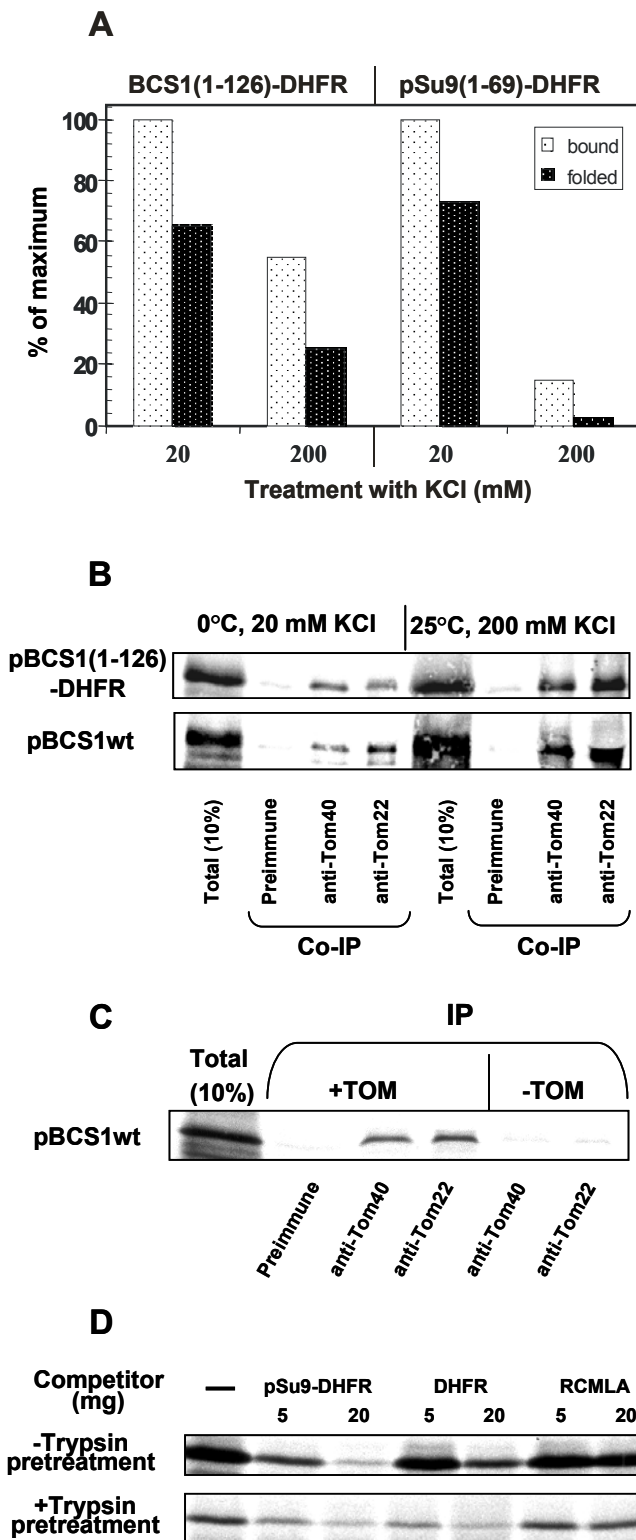 A
BCS1(1-126)-DHFR pSu9(1-69)-DHFR
100
80
60
40
20
0
% of maximum
bound
folded
20 200 20 200
Treatment with KCl (mM)
B
0°C, 20 mM KCl 25°C, 200 mM KCl
pBCS1(1-126)
-DHFR
pBCS1wt
Total (10%) Preimmune anti-Tom40 anti-Tom22 Total (10%) Preimmune anti-Tom40 anti-Tom22
Co-IP Co-IP
C
IP
Total
(10%)
+TOM -TOM
pBCS1wt
Preimmune anti-Tom40 anti-Tom22 anti-Tom40 anti-Tom22
D
Competitor
(mg)
— pSu9-DHFR DHFR RCMLA
5 20 5 20 5 20
-Trypsin
pretreatment
+Trypsin
pretreatment